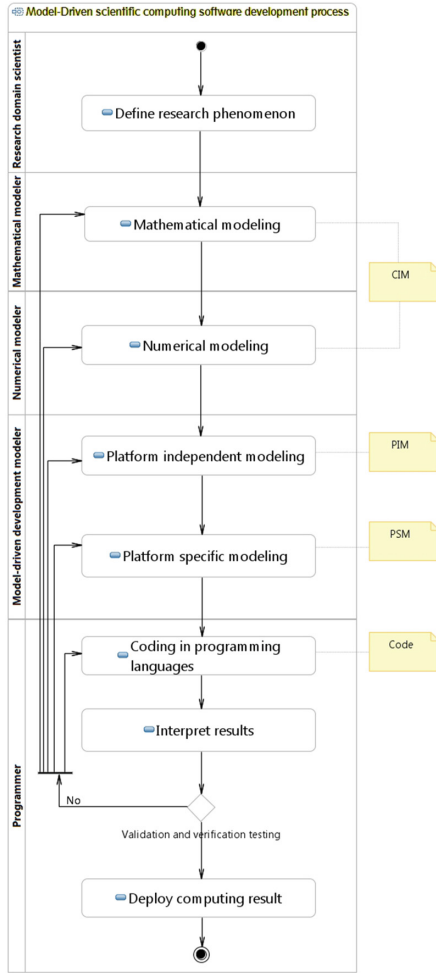 Model-Driven scientific computing software development process
Research domain scientist
Define research phenomenon
Mathematical modeler
Mathematical modeling
CIM
Numerical modeler
Numerical modeling
Model-driven development modeler
Platform independent modeling
PIM
Platform specific modeling
PSM
Programmer
Coding in programming
languages
Code
Interpret results
No
Validation and verification testing
Deploy computing result